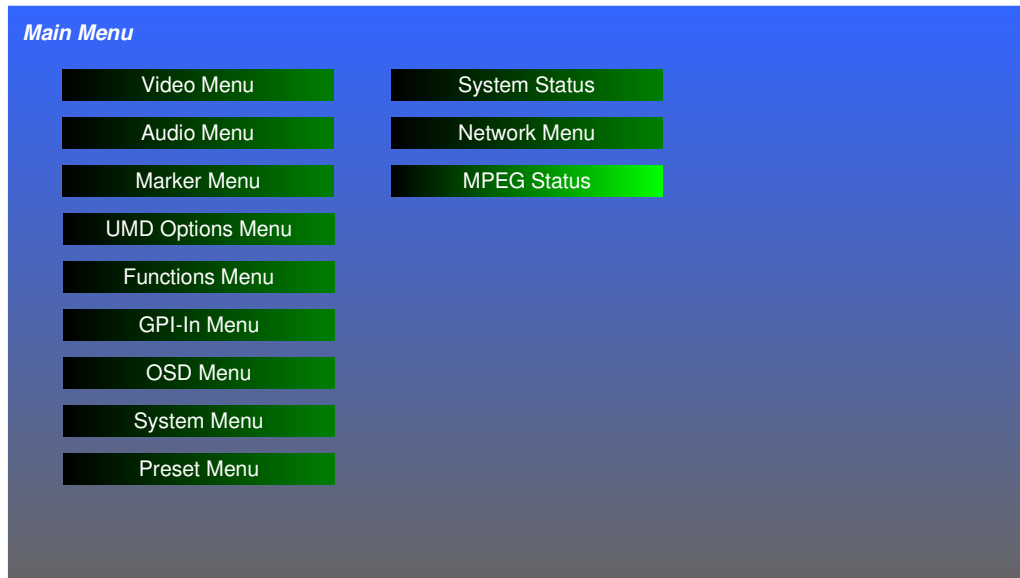 Main Menu
Video Menu
Audio Menu
Marker Menu
UMD Options Menu
Functions Menu
GPI-In Menu
OSD Menu
System Menu
Preset Menu
System Status
Network Menu
MPEG Status